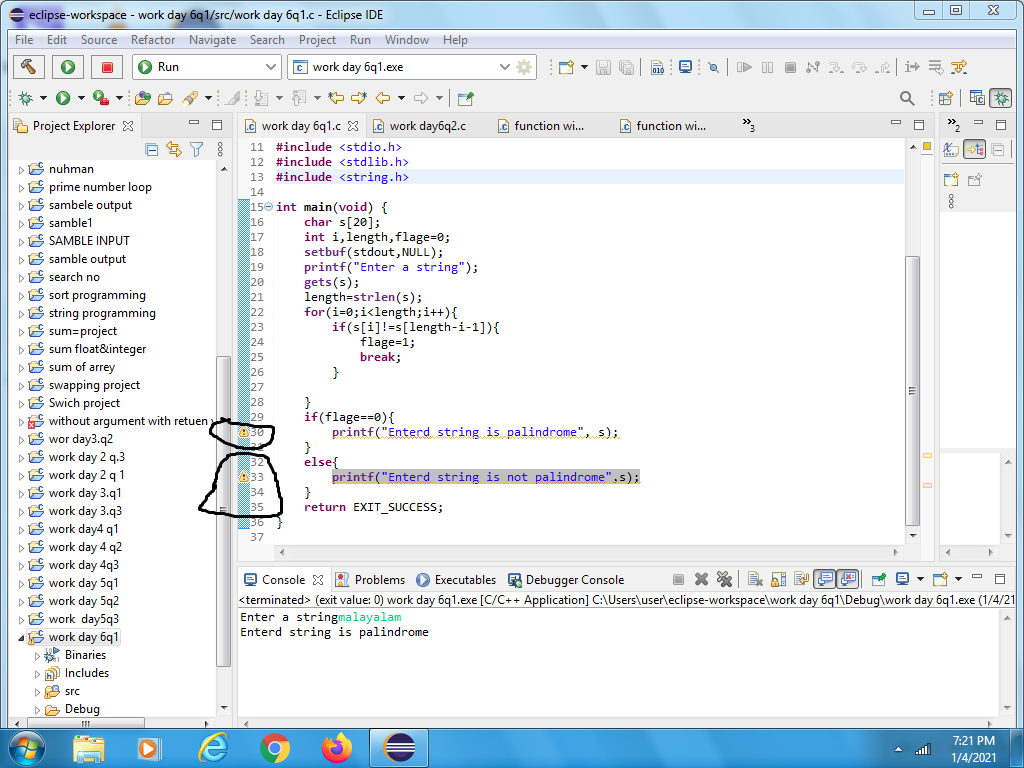 eclipse-workspace - work day 6q1/src/work day 6q1.c - Eclipse IDE
File Edit Source Refactor Navigate Search Project Run Window Help
Run work day 6q1.exe
Project Explorer
nuhman
prime number loop
sambele output
samble1
SAMBLE INPUT
samble output
search no
sort programming
string programming
sum=project
sum float&integer
sum of arrey
swapping project
Swich project
without argument with retuen
wor day3.q2
work day 2 q.3
work day 2 q 1
work day 3.q1
work day 3.q3
work day4 q1
work day 4 q2
work day 4q3
work day 5q1
work day 5q2
work day5q3
work day 6q1
Binaries
Includes
src
Debug
work day 6q1.c work day6q2.c function wi... function wi... »3
»2
11 #include <stdio.h>
12 #include <stdlib.h>
13 #include <string.h>
14
15 int main(void) {
16 char s[20];
17 int i,length,flage=0;
18 setbuf(stdout,NULL);
19 printf("Enter a string");
20 gets(s);
21 length=strlen(s);
22 for(i=0;i<length;i++){
23 if(s[i]!=s[length-i-1]){
24 flage=1;
25 break;
26 }
27
28 }
29 if(flage==0){
30 printf("Enterd string is palindrome", s);
31 }
32 else{
33 printf("Enterd string is not palindrome",s);
34 }
35 return EXIT_SUCCESS;
36 }
37
Console Problems Executables Debugger Console
<terminated> (exit value: 0) work day 6q1.exe [C/C++ Application] C:\Users\user\eclipse-workspace\work day 6q1\Debug\work day 6q1.exe (1/4/21
Enter a stringmalayalam
Enterd string is palindrome
7:21 PM
1/4/2021